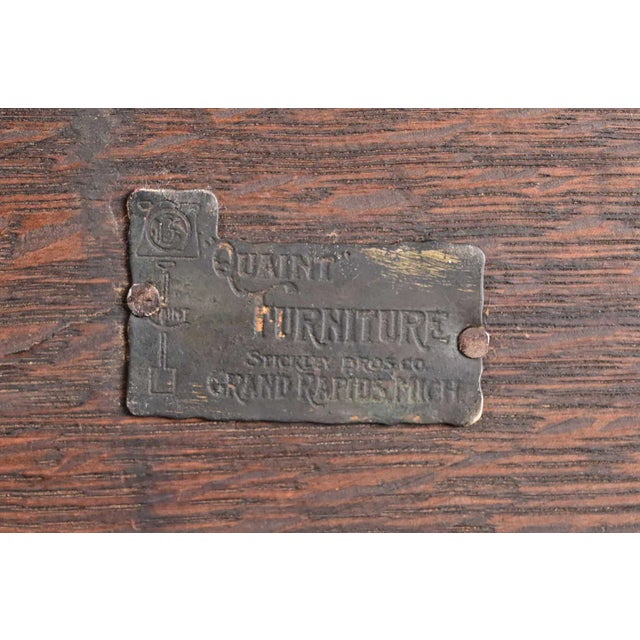 "QUAINT"
FURNITURE
STICKLEY BROS. CO.
GRAND RAPIDS, MICH.